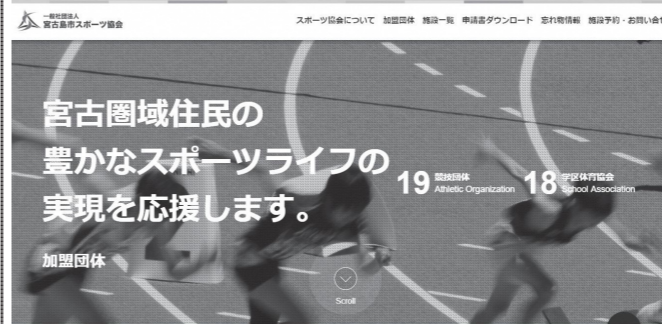 一般社団法人
宮古島市スポーツ協会
スポーツ協会について 加盟団体 施設一覧 申請書ダウンロード 忘れ物情報 施設予約・お問い合
宮古圏域住民の
豊かなスポーツライフの
実現を応援します。
19 競技団体
Athletic Organization
18 学区体育協会
School Association
加盟団体
Scroll